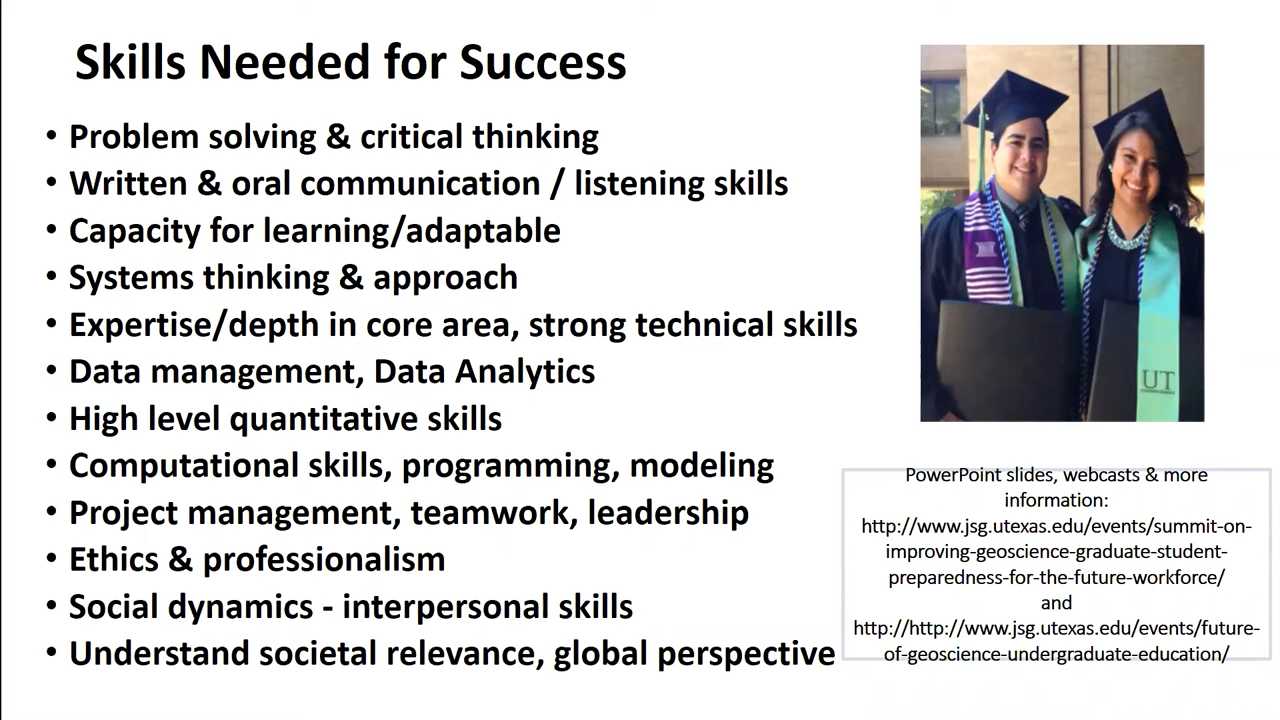 Skills Needed for Success
• Problem solving & critical thinking
• Written & oral communication / listening skills
• Capacity for learning/adaptable
• Systems thinking & approach
• Expertise/depth in core area, strong technical skills
• Data management, Data Analytics
• High level quantitative skills
• Computational skills, programming, modeling
• Project management, teamwork, leadership
• Ethics & professionalism
• Social dynamics - interpersonal skills
• Understand societal relevance, global perspective
UT
PowerPoint slides, webcasts & more
information:
http://www.jsg.utexas.edu/events/summit-on-
improving-geoscience-graduate-student-
preparedness-for-the-future-workforce/
and
http://http://www.jsg.utexas.edu/events/future-
of-geoscience-undergraduate-education/